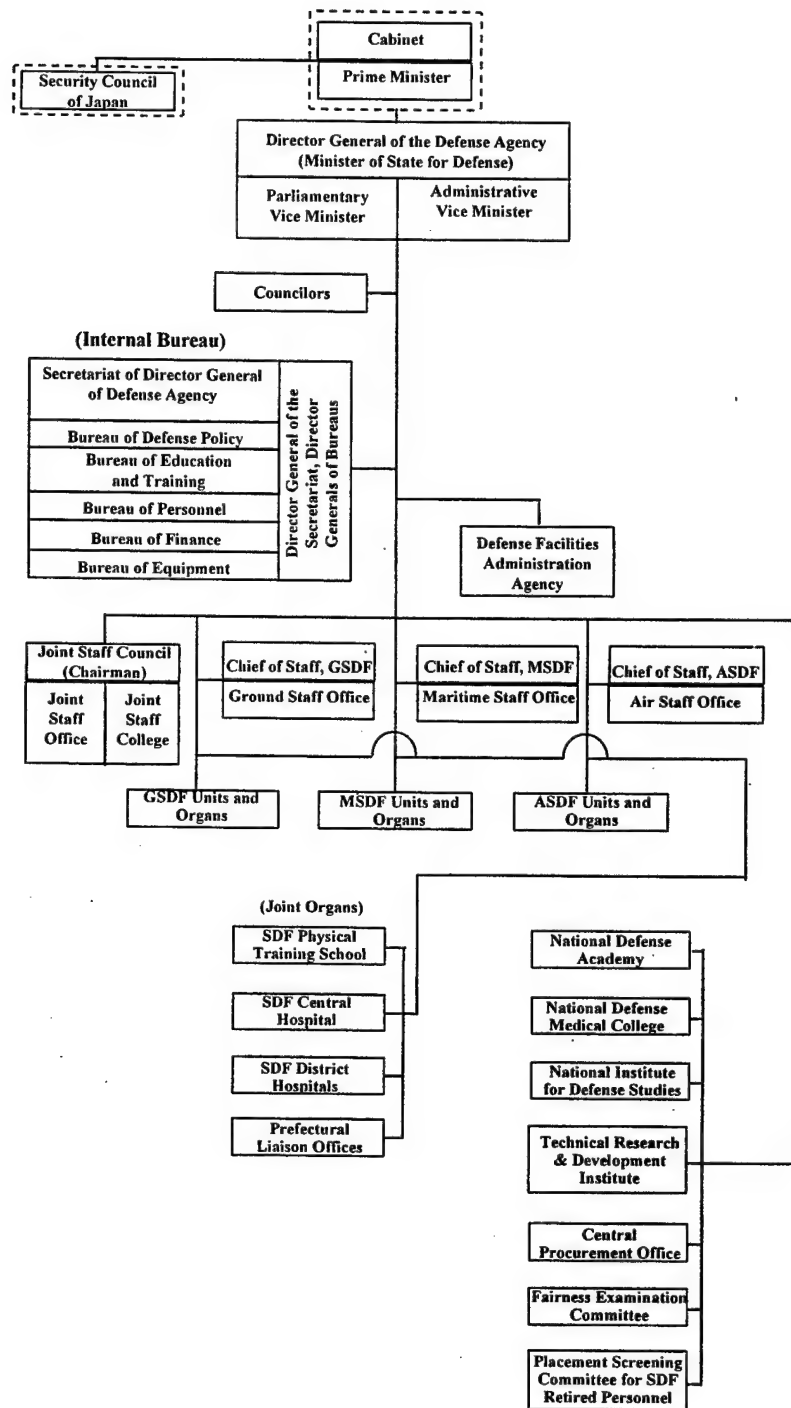 Cabinet
Prime Minister
Security Council
of Japan
Director General of the Defense Agency
(Minister of State for Defense)
Parliamentary
Vice Minister
Administrative
Vice Minister
Councilors
(Internal Bureau)
Secretariat of Director General
of Defense Agency
Bureau of Defense Policy
Bureau of Education
and Training
Bureau of Personnel
Bureau of Finance
Bureau of Equipment
Director General of the
Secretariat, Director
Generals of Bureaus
Defense Facilities
Administration
Agency
Joint Staff Council
(Chairman)
Joint
Staff
Office
Joint
Staff
College
Chief of Staff, GSDF
Ground Staff Office
Chief of Staff, MSDF
Maritime Staff Office
Chief of Staff, ASDF
Air Staff Office
GSDF Units and
Organs
MSDF Units and
Organs
ASDF Units and
Organs
(Joint Organs)
SDF Physical
Training School
SDF Central
Hospital
SDF District
Hospitals
Prefectural
Liaison Offices
National Defense
Academy
National Defense
Medical College
National Institute
for Defense Studies
Technical Research
& Development
Institute
Central
Procurement Office
Fairness Examination
Committee
Placement Screening
Committee for SDF
Retired Personnel